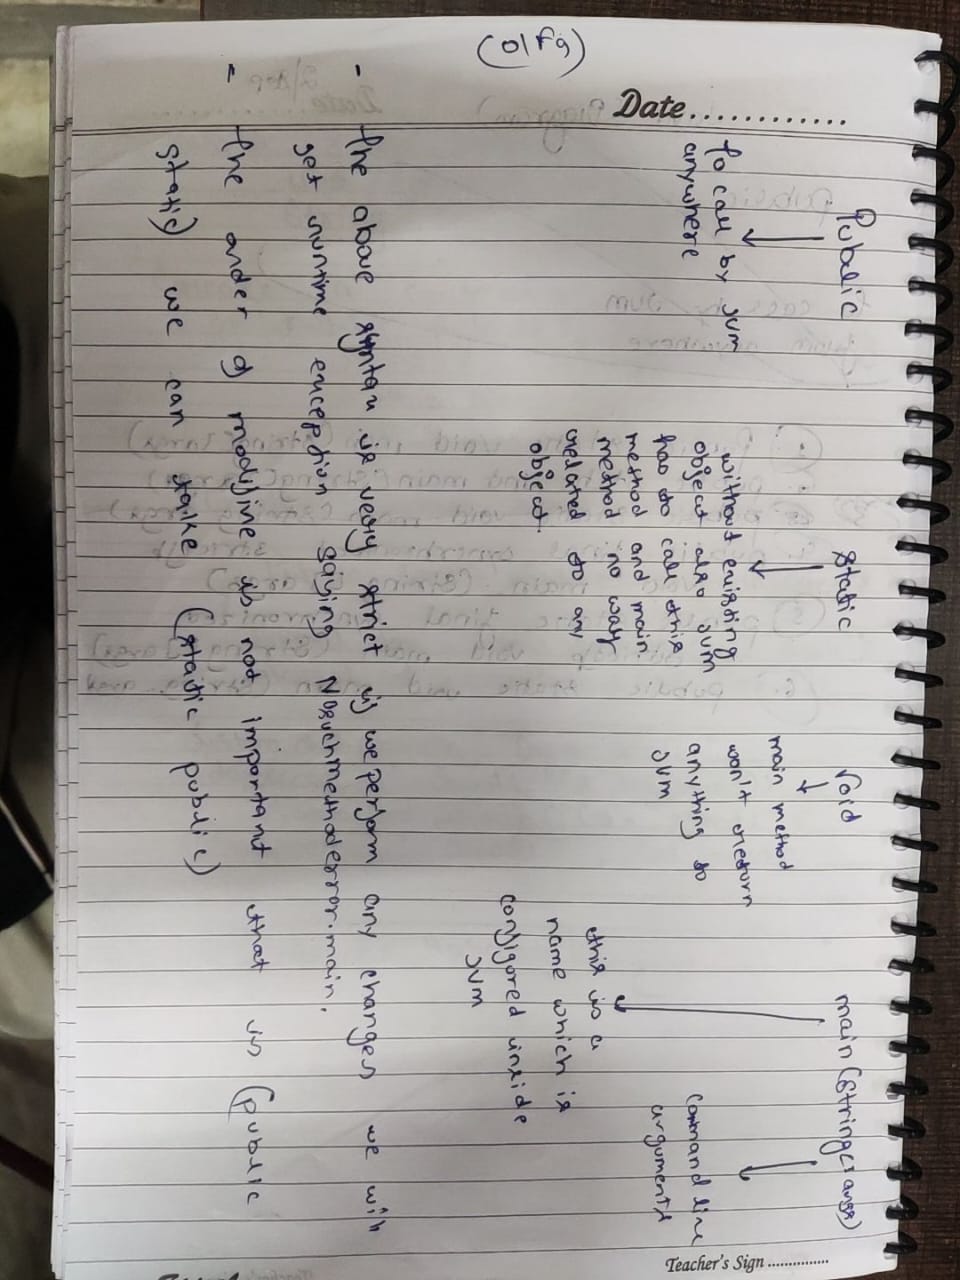 (01fg)
Date............
Public
to call by JVM
anywhere
static
without existing
object also JVM
has to call this
method and main
method no way
related to any
object.
Void
main method
won't return
anything to
JVM
main (String[] args)
this is a
name which is
configored inside
JVM
command line
arguments
- the above syntax is very strict if we perform any changes we will
get runtime exception saying Nosuchmethoderror.main.
- the order of modifire is not important that is (public
static) we can take (static public)
Teacher's Sign ..............